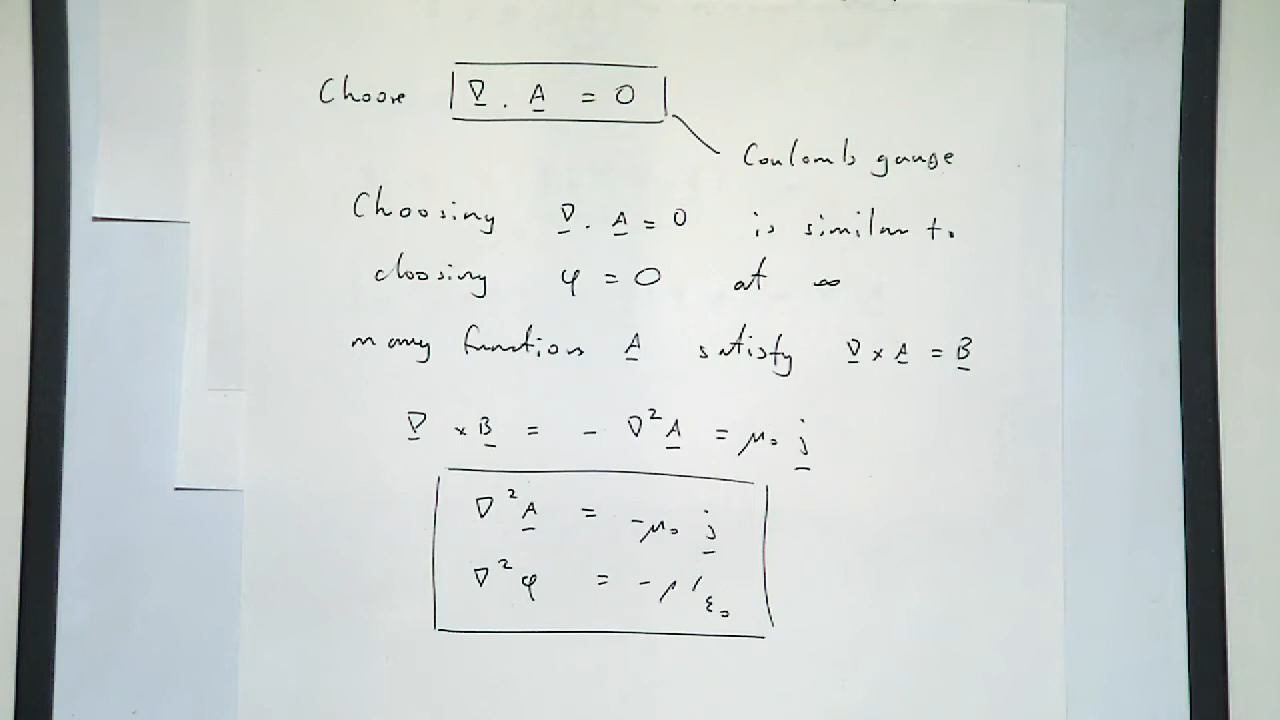 Choose ∇ . A = 0
Coulomb gauge
Choosing ∇ . A = 0 is similar to
choosing φ = 0 at ∞
many functions A satisfy ∇ × A = B
∇ × B = - ∇²A = μ₀ j
∇²A = -μ₀ j
∇²φ = -ρ/ε₀